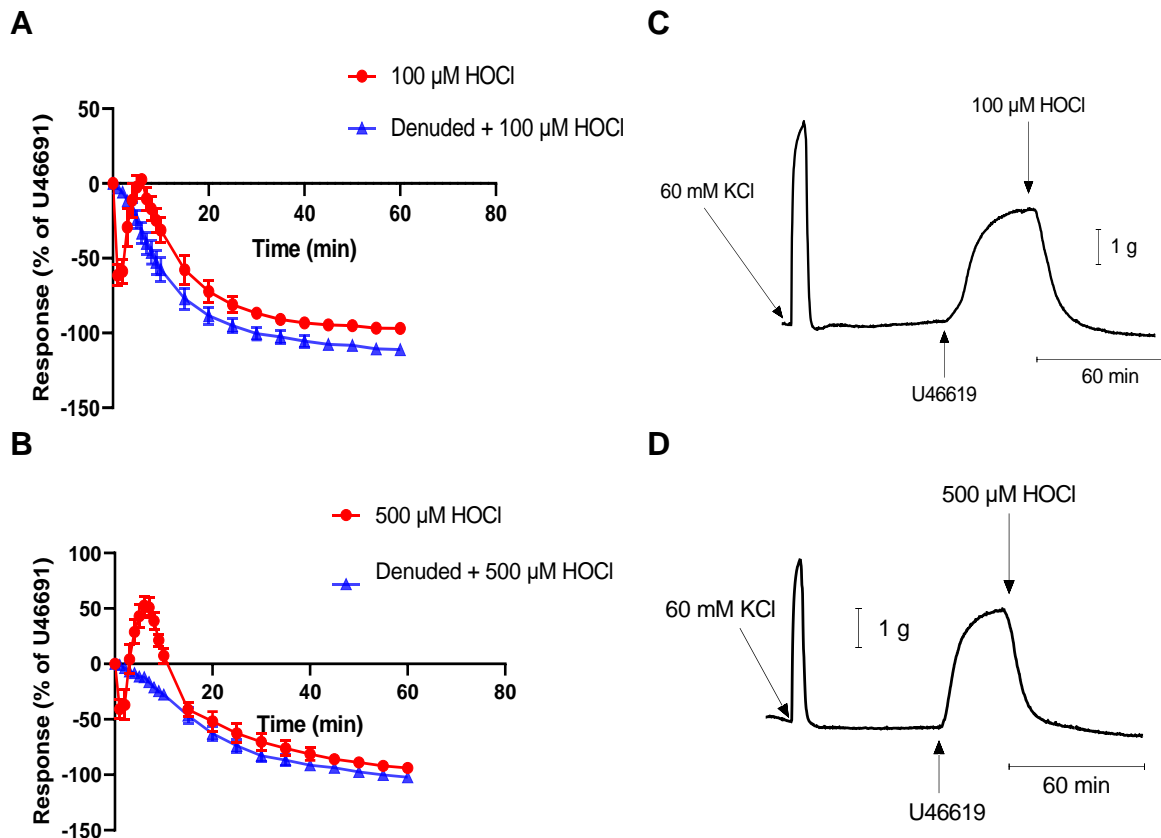 A
100 µM HOCl
Denuded + 100 µM HOCl
50
0
-50
-100
-150
20
40
60
80
Time (min)
Response (% of U46691)
C
60 mM KCl
100 µM HOCl
1 g
U46619
60 min
B
500 µM HOCl
Denuded + 500 µM HOCl
100
50
0
-50
-100
-150
20
40
60
80
Time (min)
Response (% of U46691)
D
60 mM KCl
500 µM HOCl
1 g
U46619
60 min